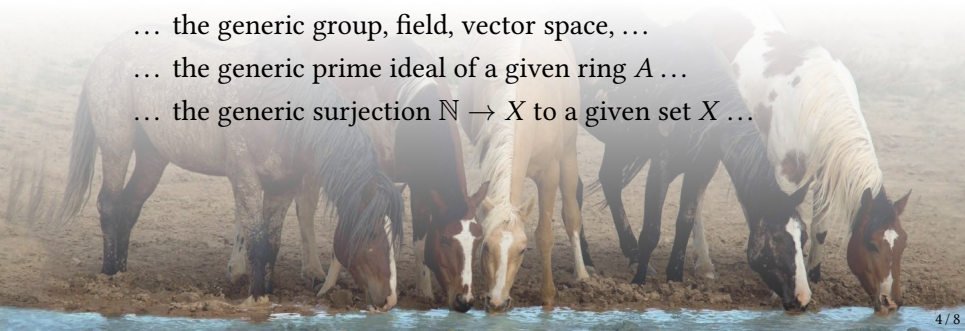 … the generic group, field, vector space, …
… the generic prime ideal of a given ring A …
the generic surjection ℕ → X to a given set X …
4 / 8